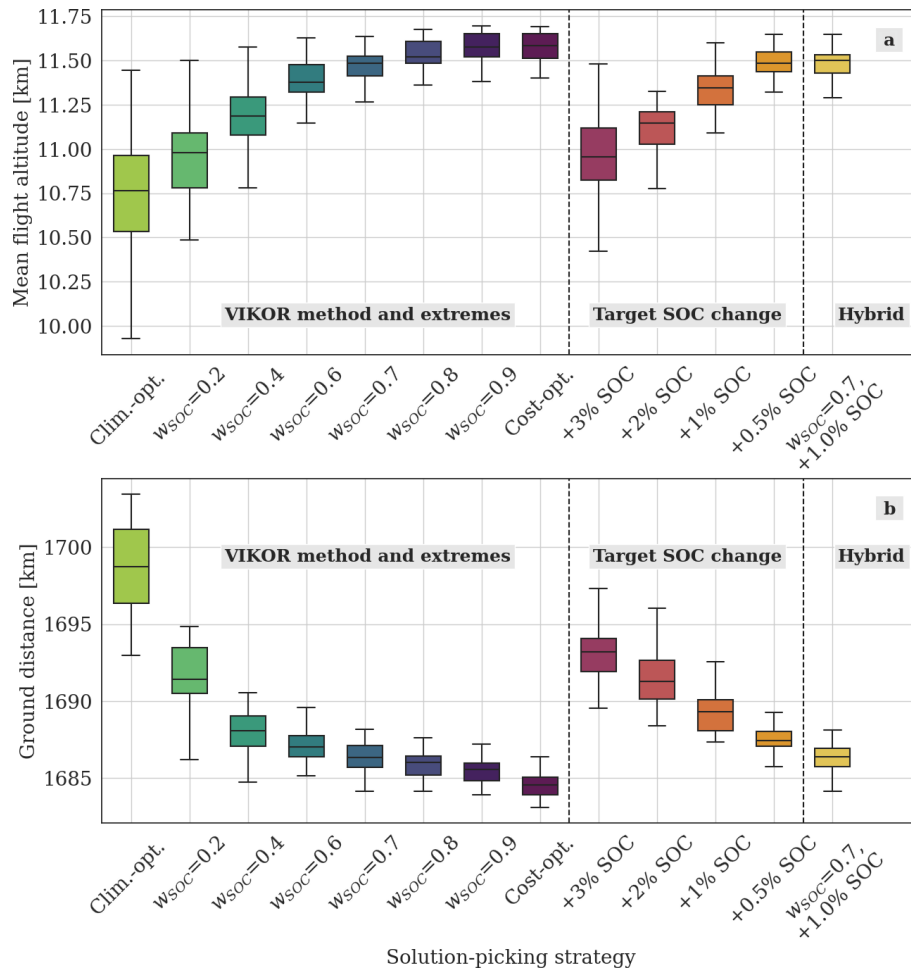 Mean flight altitude [km]
11.75
11.50
11.25
11.00
10.75
10.50
10.25
10.00
a
VIKOR method and extremes
Target SOC change
Hybrid
Clim.-opt.
wSOC=0.2
wSOC=0.4
wSOC=0.6
wSOC=0.7
wSOC=0.8
wSOC=0.9
Cost-opt.
+3% SOC
+2% SOC
+1% SOC
+0.5% SOC
wSOC=0.7,
+1.0% SOC
Ground distance [km]
1700
1695
1690
1685
b
VIKOR method and extremes
Target SOC change
Hybrid
Clim.-opt.
wSOC=0.2
wSOC=0.4
wSOC=0.6
wSOC=0.7
wSOC=0.8
wSOC=0.9
Cost-opt.
+3% SOC
+2% SOC
+1% SOC
+0.5% SOC
wSOC=0.7,
+1.0% SOC
Solution-picking strategy